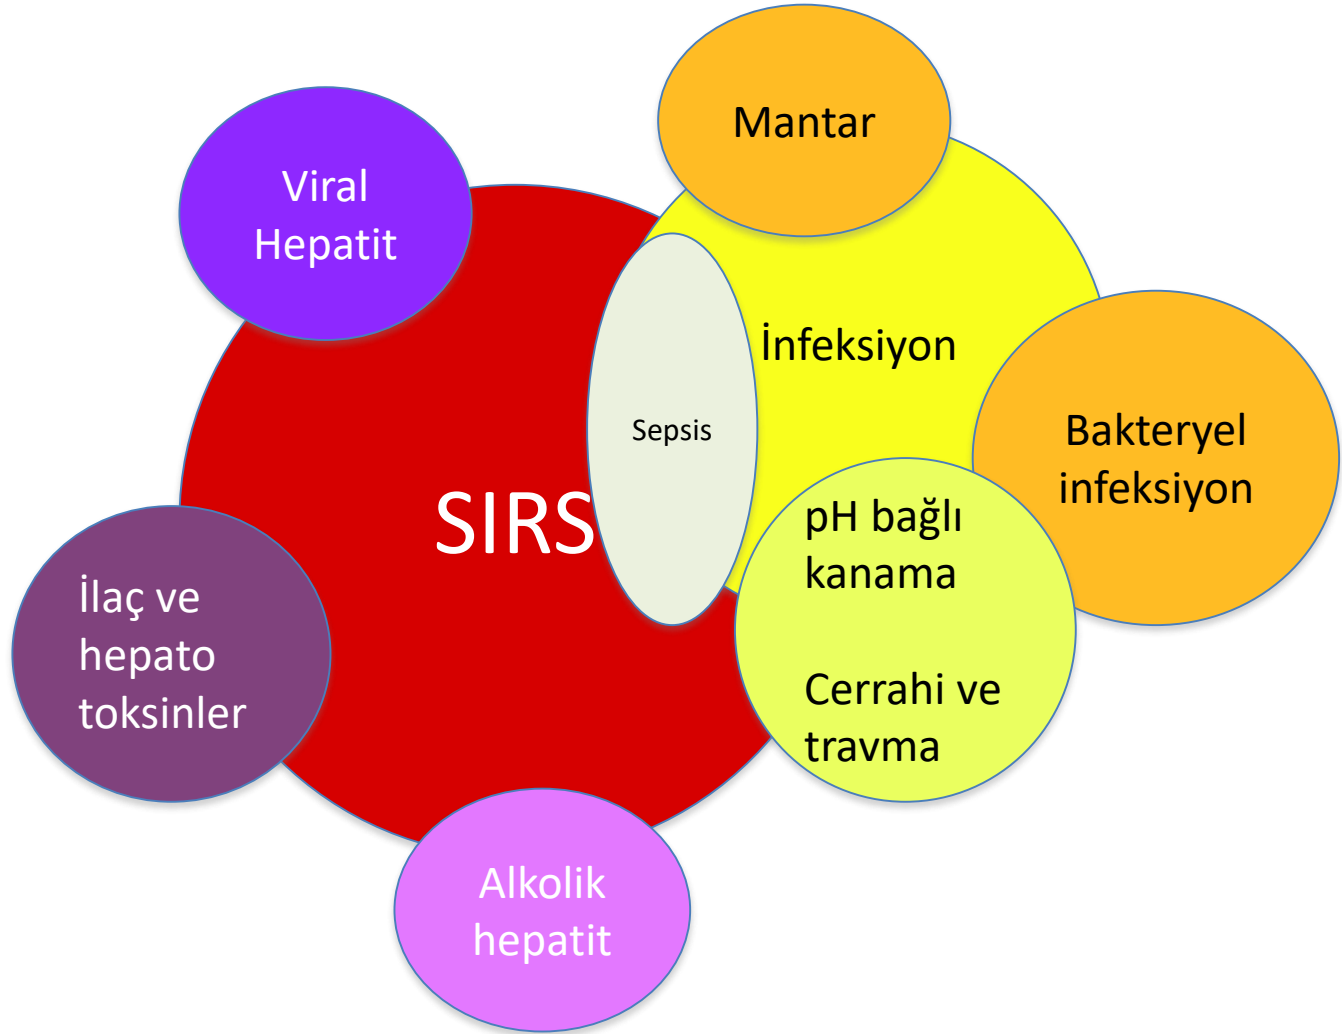 Mantar
Viral
Hepatit
İnfeksiyon
Sepsis
Bakteryel
infeksiyon
SIRS
pH bağlı
kanama
Cerrahi ve
travma
İlaç ve
hepato
toksinler
Alkolik
hepatit